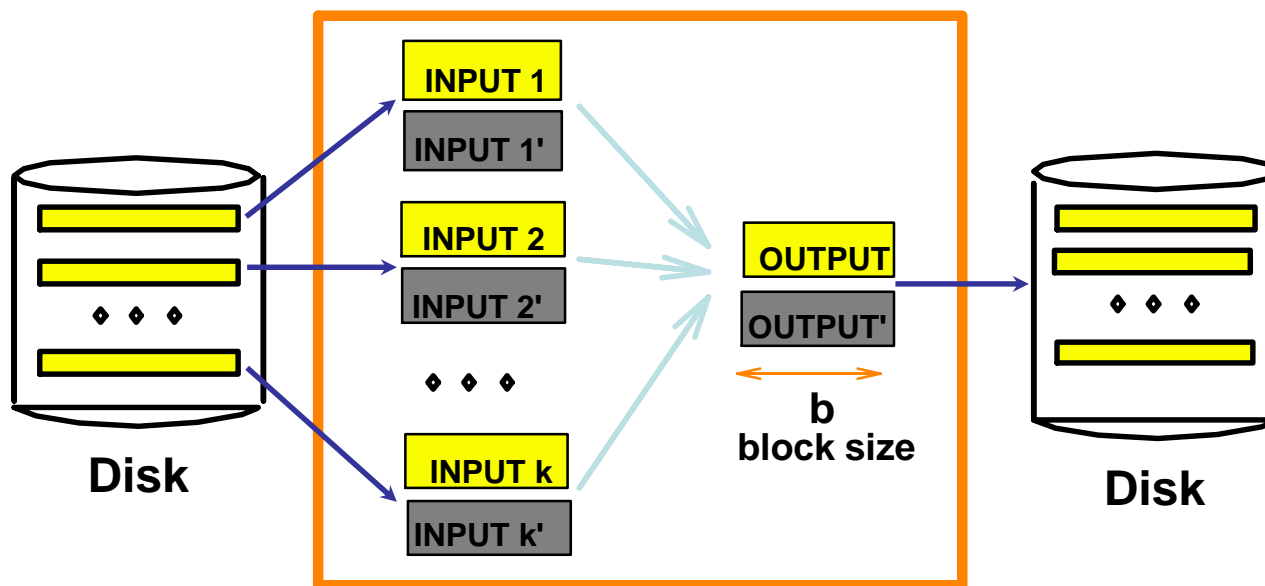 INPUT 1
INPUT 1'
INPUT 2
INPUT 2'
INPUT k
INPUT k'
OUTPUT
OUTPUT'
b
block size
Disk
Disk